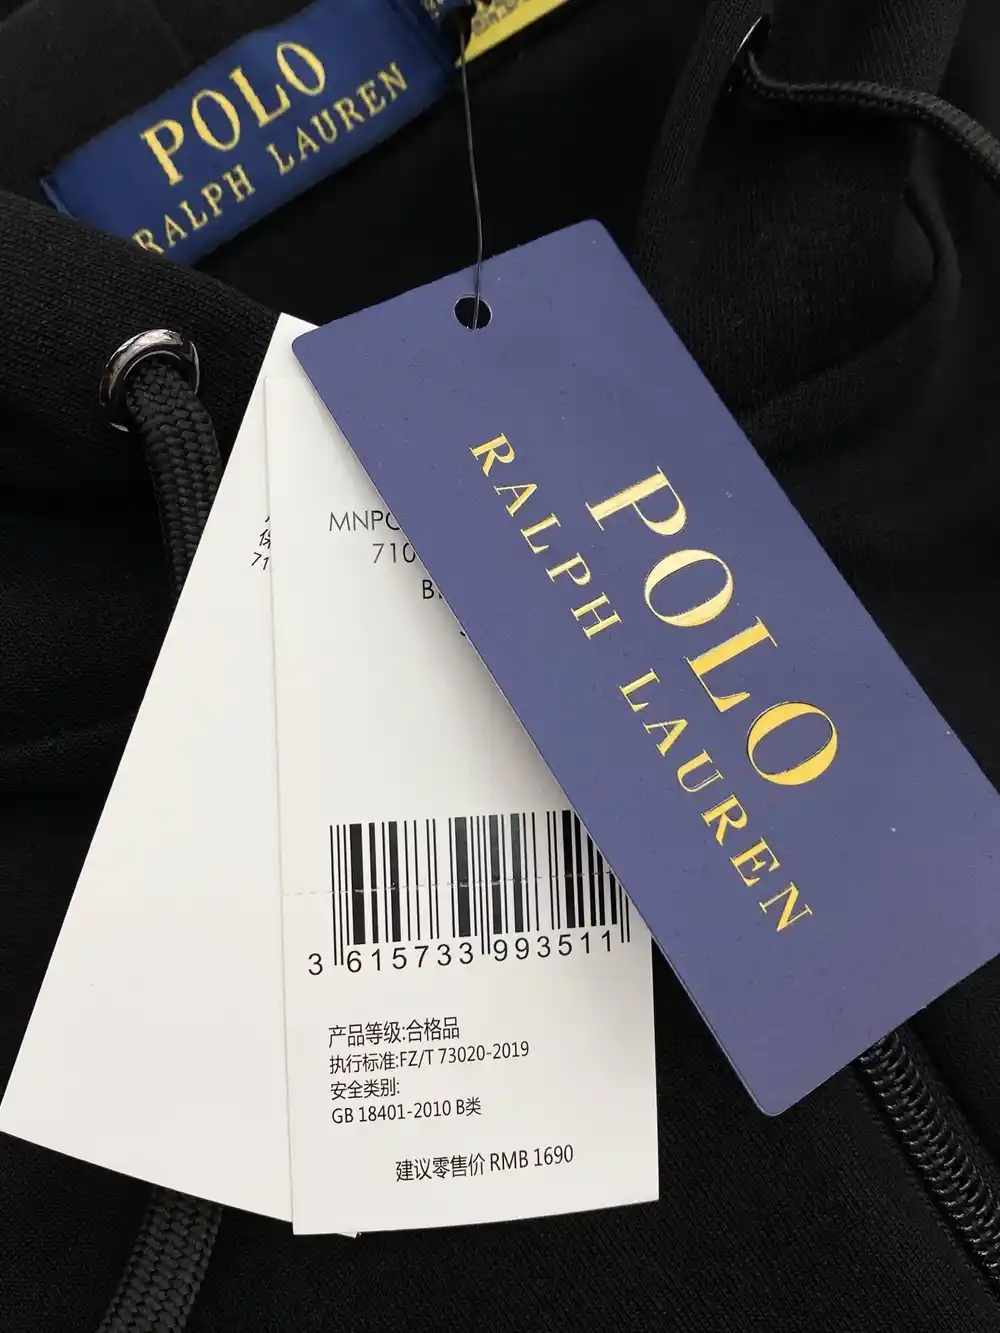 POLO
RALPH LAUREN
POLO
RALPH LAUREN
MNPO
710
3 615733 993511
产品等级:合格品
执行标准:FZ/T 73020-2019
安全类别:
GB 18401-2010 B类
建议零售价 RMB 1690